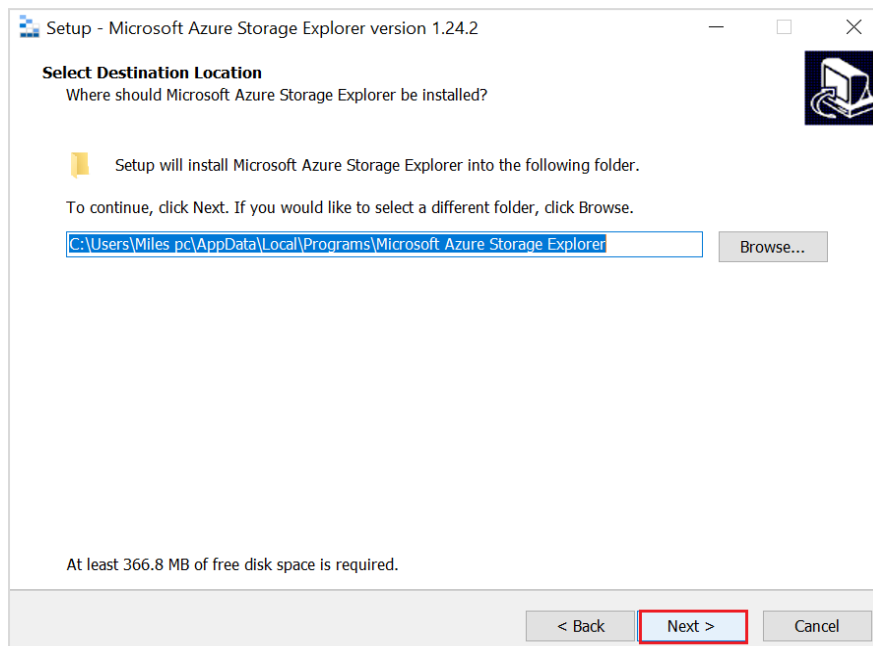 Setup - Microsoft Azure Storage Explorer version 1.24.2
Select Destination Location
Where should Microsoft Azure Storage Explorer be installed?
Setup will install Microsoft Azure Storage Explorer into the following folder.
To continue, click Next. If you would like to select a different folder, click Browse.
C:\Users\Miles pc\AppData\Local\Programs\Microsoft Azure Storage Explorer
Browse...
At least 366.8 MB of free disk space is required.
< Back
Next >
Cancel